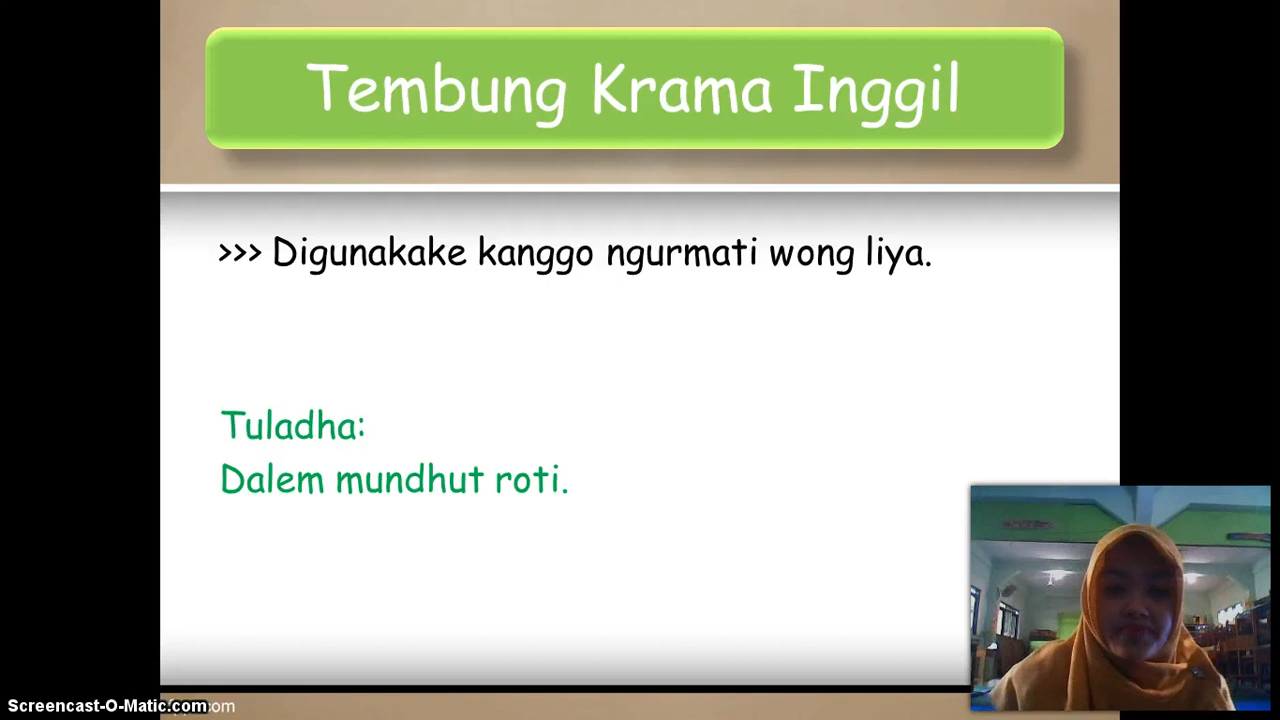 Tembung Krama Inggil
>>> Digunakake kanggo ngurmati wong liya.
Tuladha:
Dalem mundhut roti.
Screencast-O-Matic.com